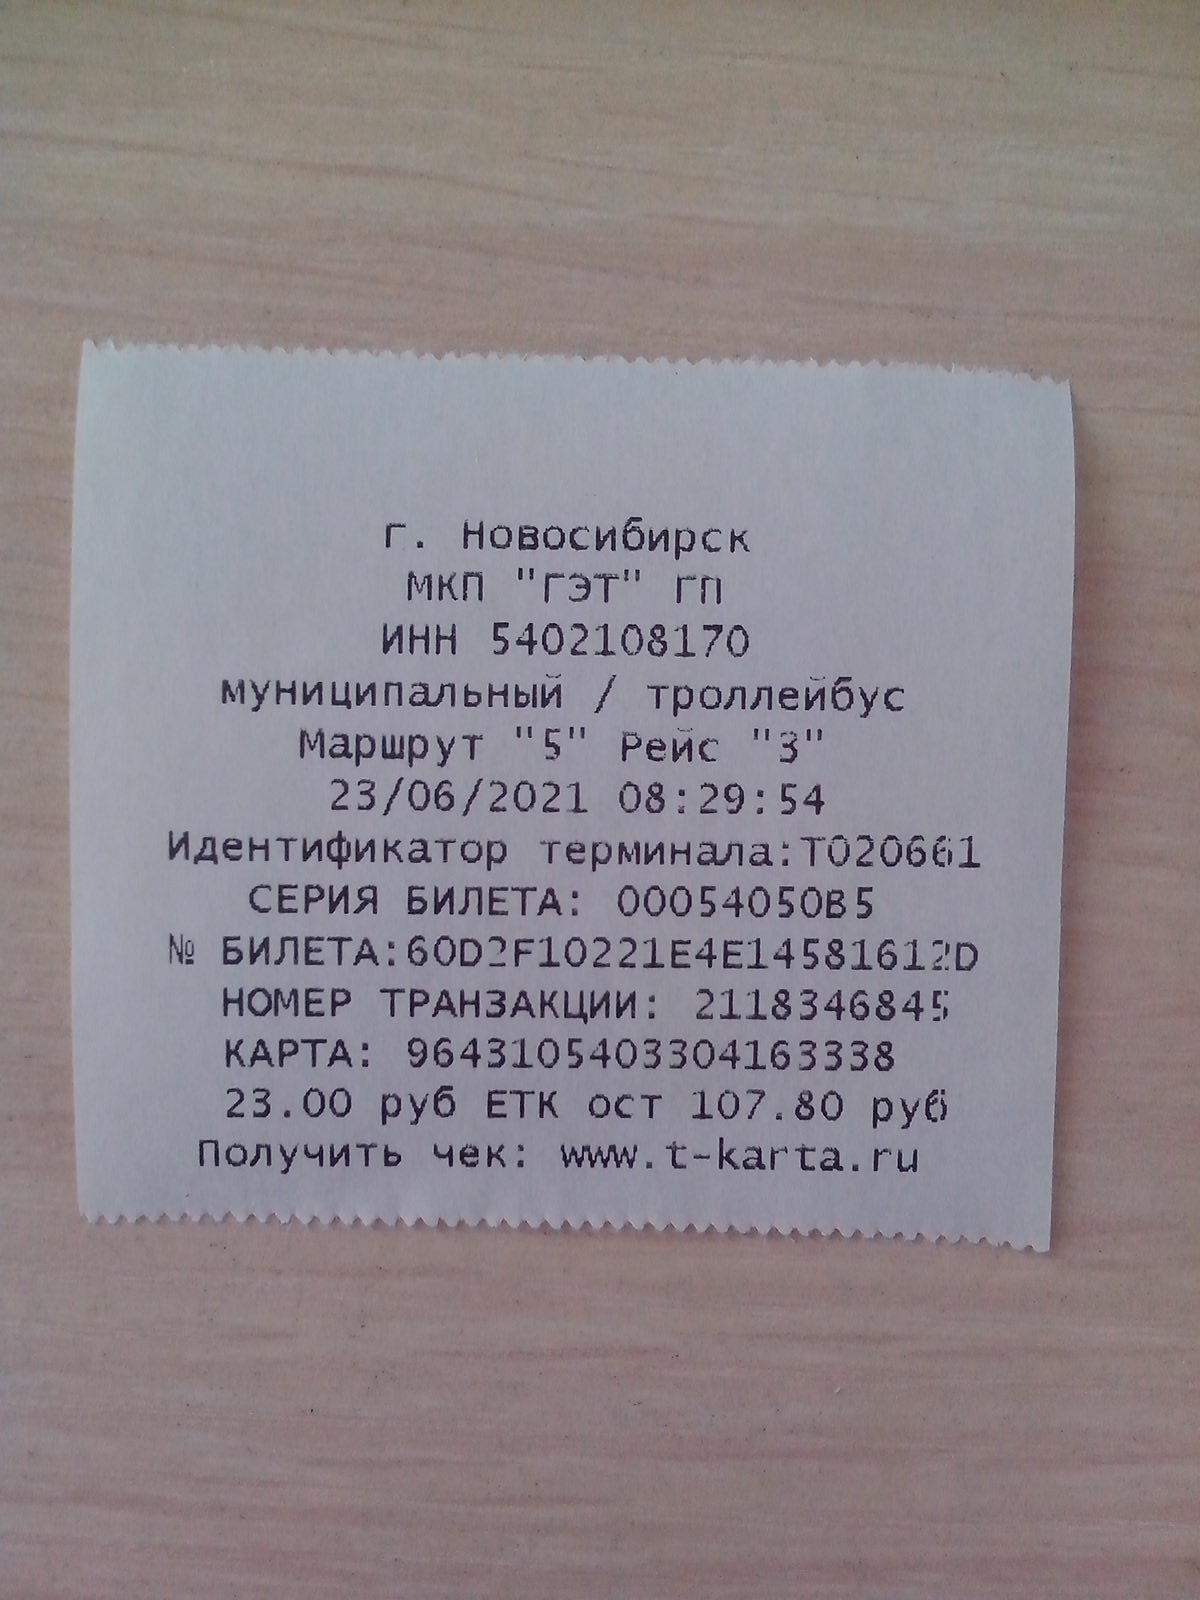 г. Новосибирск
МКП "ГЭТ" ГП
ИНН 5402108170
муниципальный / троллейбус
Маршрут "5" Рейс "3"
23/06/2021 08:29:54
Идентификатор терминала:T020661
СЕРИЯ БИЛЕТА: 00054050B5
№ БИЛЕТА:60D2F10221E4E14581612D
НОМЕР ТРАНЗАКЦИИ: 2118346845
КАРТА: 9643105403304163338
23.00 руб ЕТК ост 107.80 руб
Получить чек: www.t-karta.ru